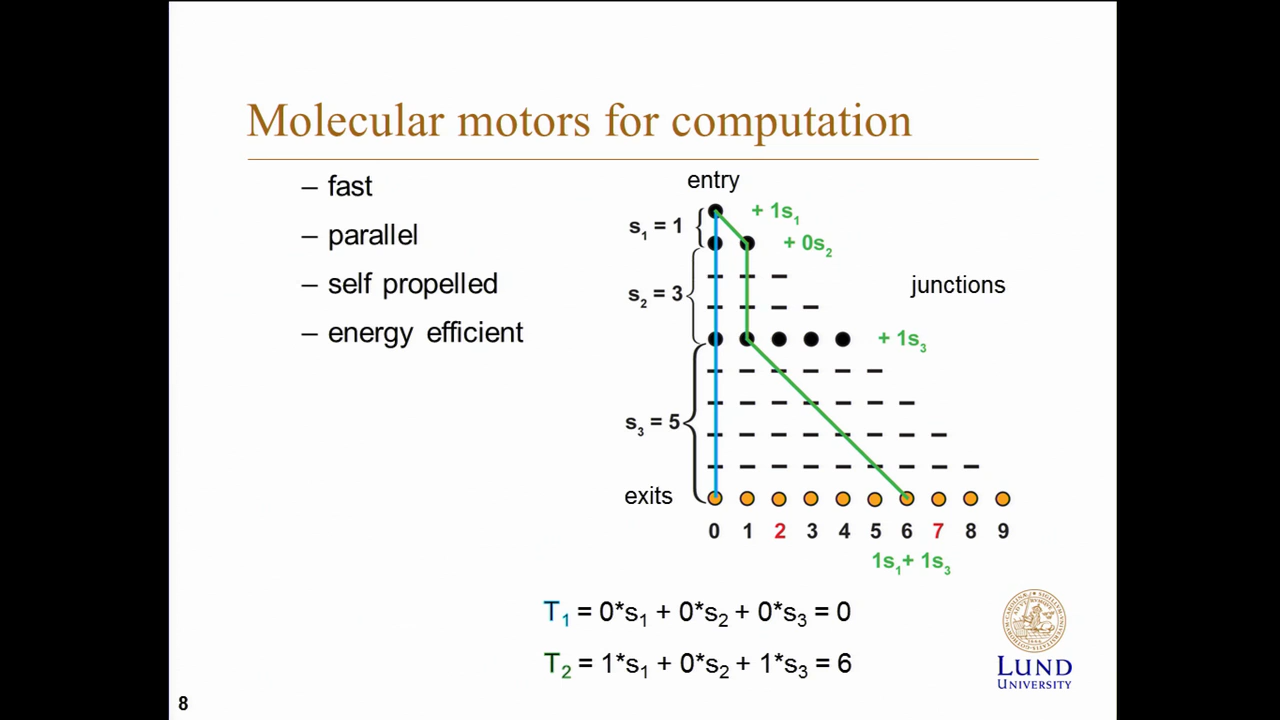 Molecular motors for computation
– fast
– parallel
– self propelled
– energy efficient
entry
s₁ = 1
+ 1s₁
+ 0s₂
s₂ = 3
junctions
+ 1s₃
s₃ = 5
exits
0 1 2 3 4 5 6 7 8 9
1s₁+ 1s₃
T₁ = 0*s₁ + 0*s₂ + 0*s₃ = 0
T₂ = 1*s₁ + 0*s₂ + 1*s₃ = 6
LUND
UNIVERSITY
8